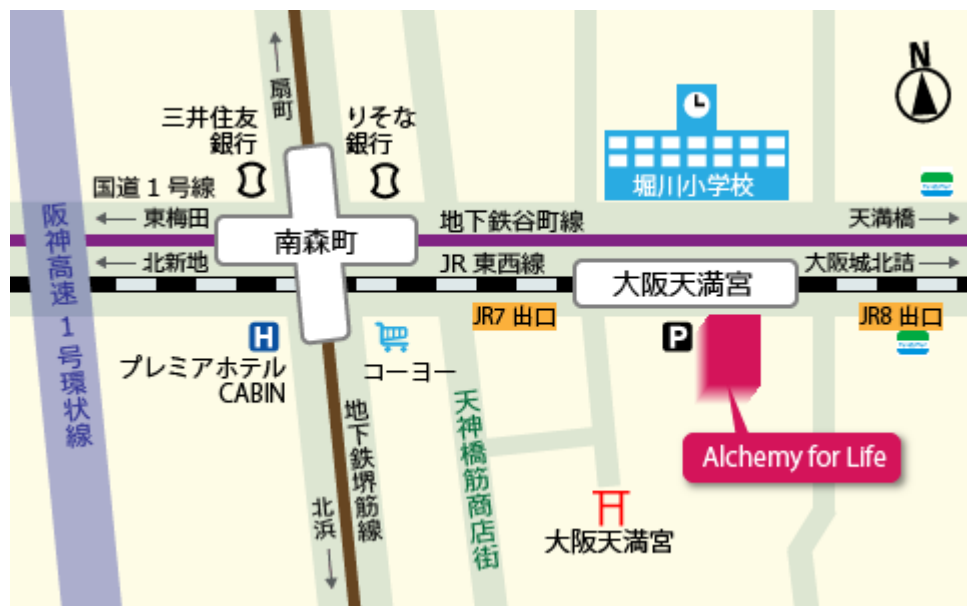 N
扇町
三井住友
銀行
りそな
銀行
堀川小学校
国道1号線
← 東梅田
地下鉄谷町線
天満橋 →
南森町
← 北新地
JR 東西線
大阪天満宮
大阪城北詰 →
阪神高速1号環状線
JR7 出口
JR8 出口
H
P
プレミアホテル
CABIN
コーヨー
地下鉄堺筋線
天神橋筋商店街
Alchemy for Life
北浜
大阪天満宮